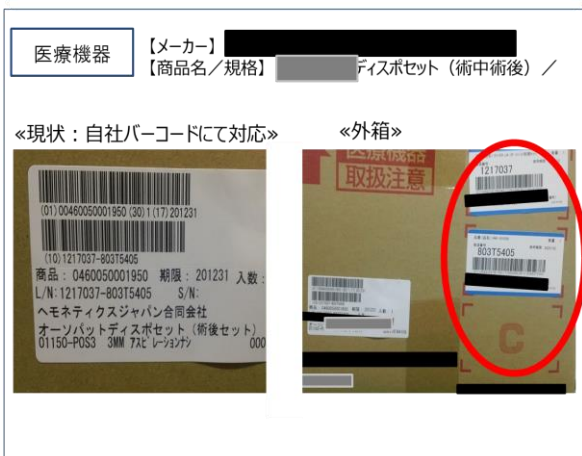 医療機器
【メーカー】
【商品名／規格】 ディスポセット（術中術後）／
≪現状：自社バーコードにて対応≫
≪外箱≫
(01)00460050001950 (30)1(17)201231
(10)1217037-803T5405
商品: 0460050001950 期限: 201231 入数:
L/N:1217037-803T5405 S/N:
ヘモネティクスジャパン合同会社
オーソパットディスポセット（術後セット）
01150-POS3 3MM アスピレーションナシ 000
医療機器
取扱注意
1217037
803T5405
C